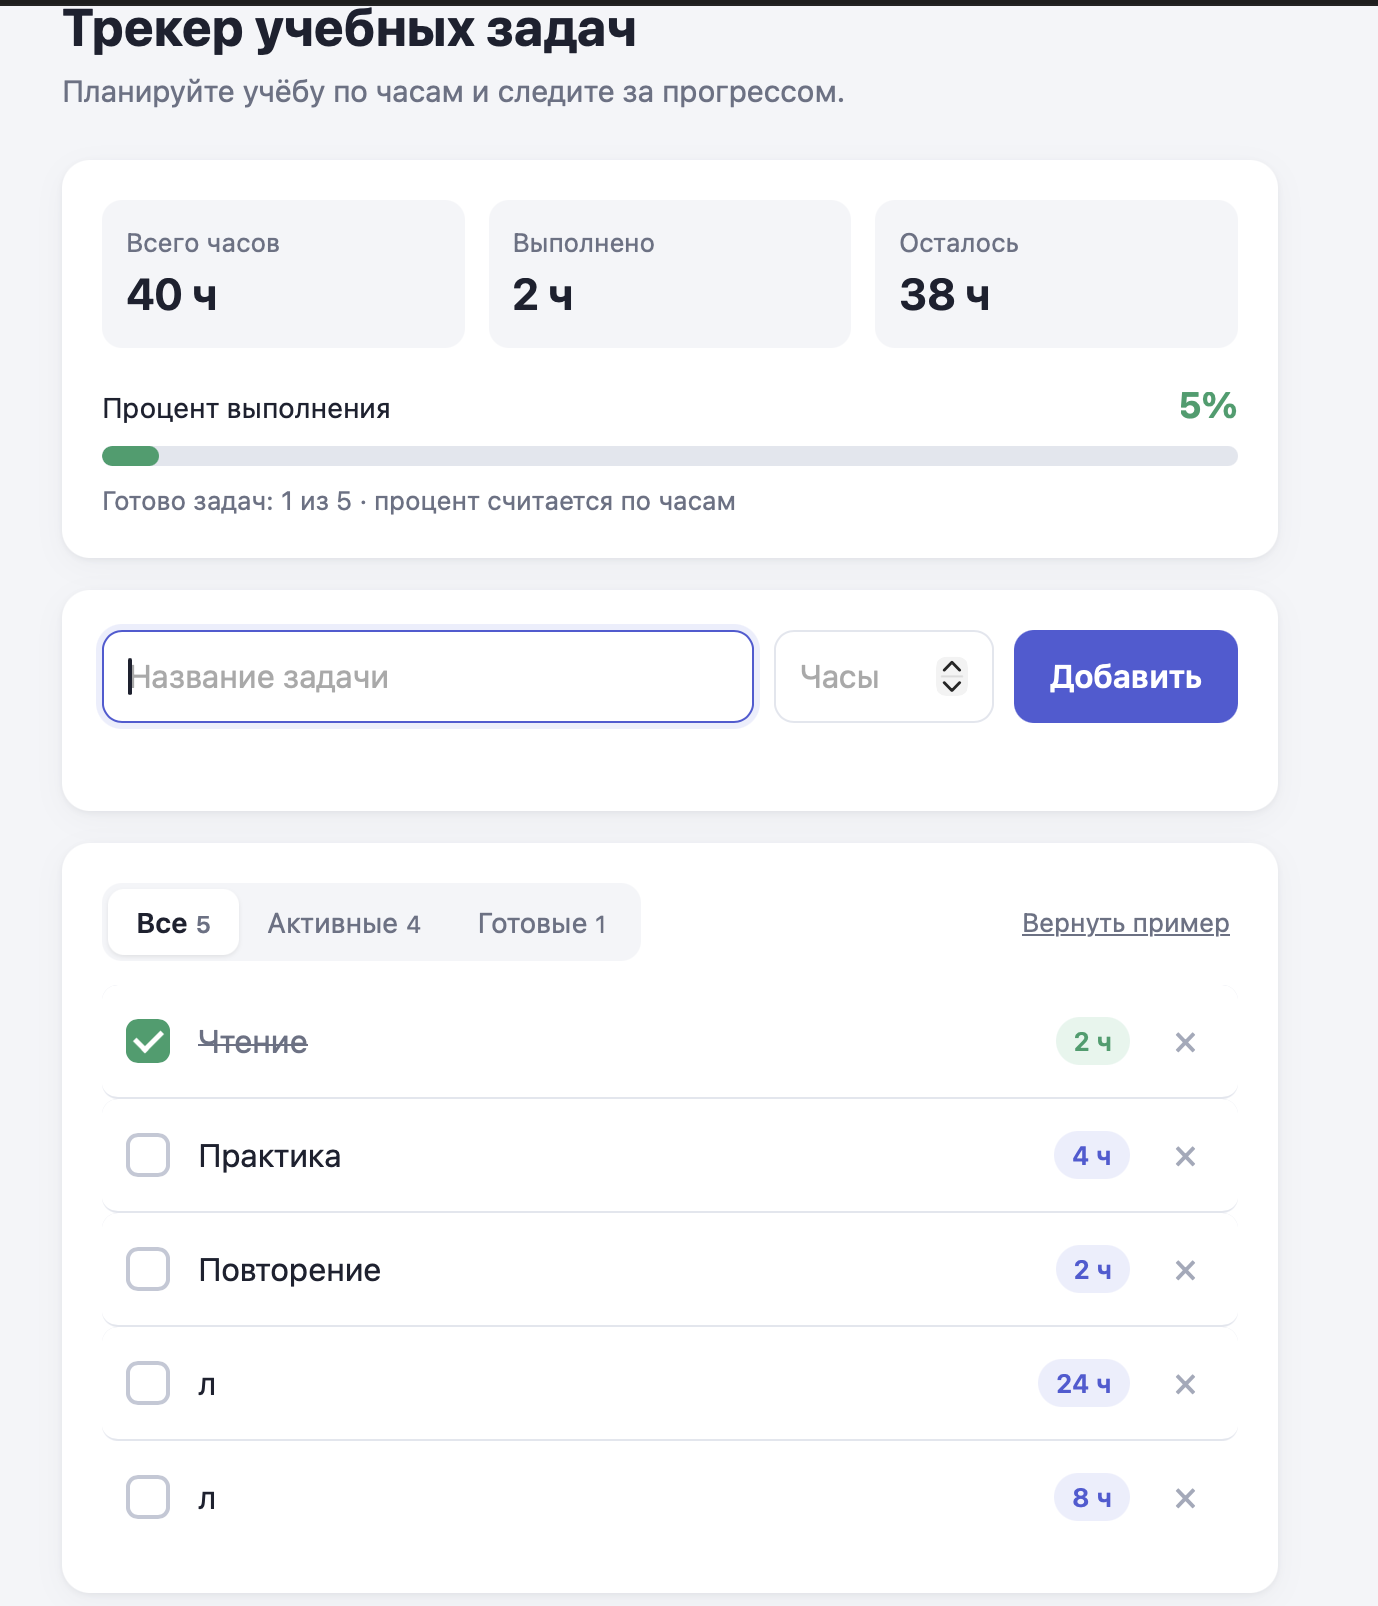 Трекер учебных задач
Планируйте учёбу по часам и следите за прогрессом.
Всего часов Выполнено Осталось
40 ч 2 ч 38 ч
Процент выполнения 5%
Готово задач: 1 из 5 · процент считается по часам
Название задачи Часы Добавить
Все 5 Активные 4 Готовые 1 Вернуть пример
Чтение 2 ч ×
Практика 4 ч ×
Повторение 2 ч ×
л 24 ч ×
л 8 ч ×